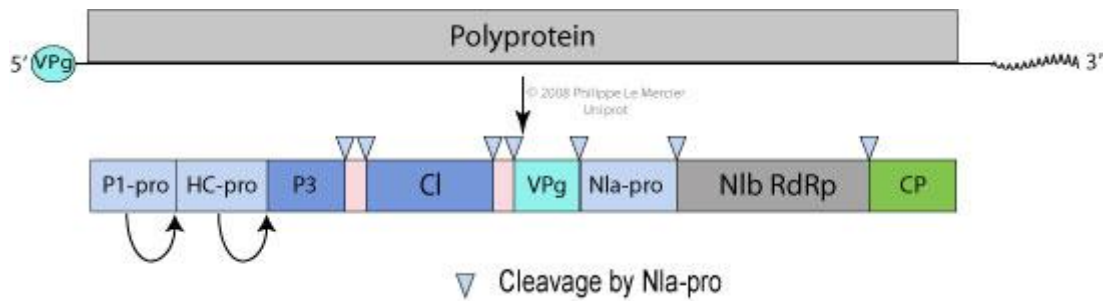 Polyprotein
5' VPg 3'
© 2008 Philippe Le Mercier
Uniprot
P1-pro HC-pro P3 CI VPg NIa-pro NIb RdRp CP
Cleavage by NIa-pro